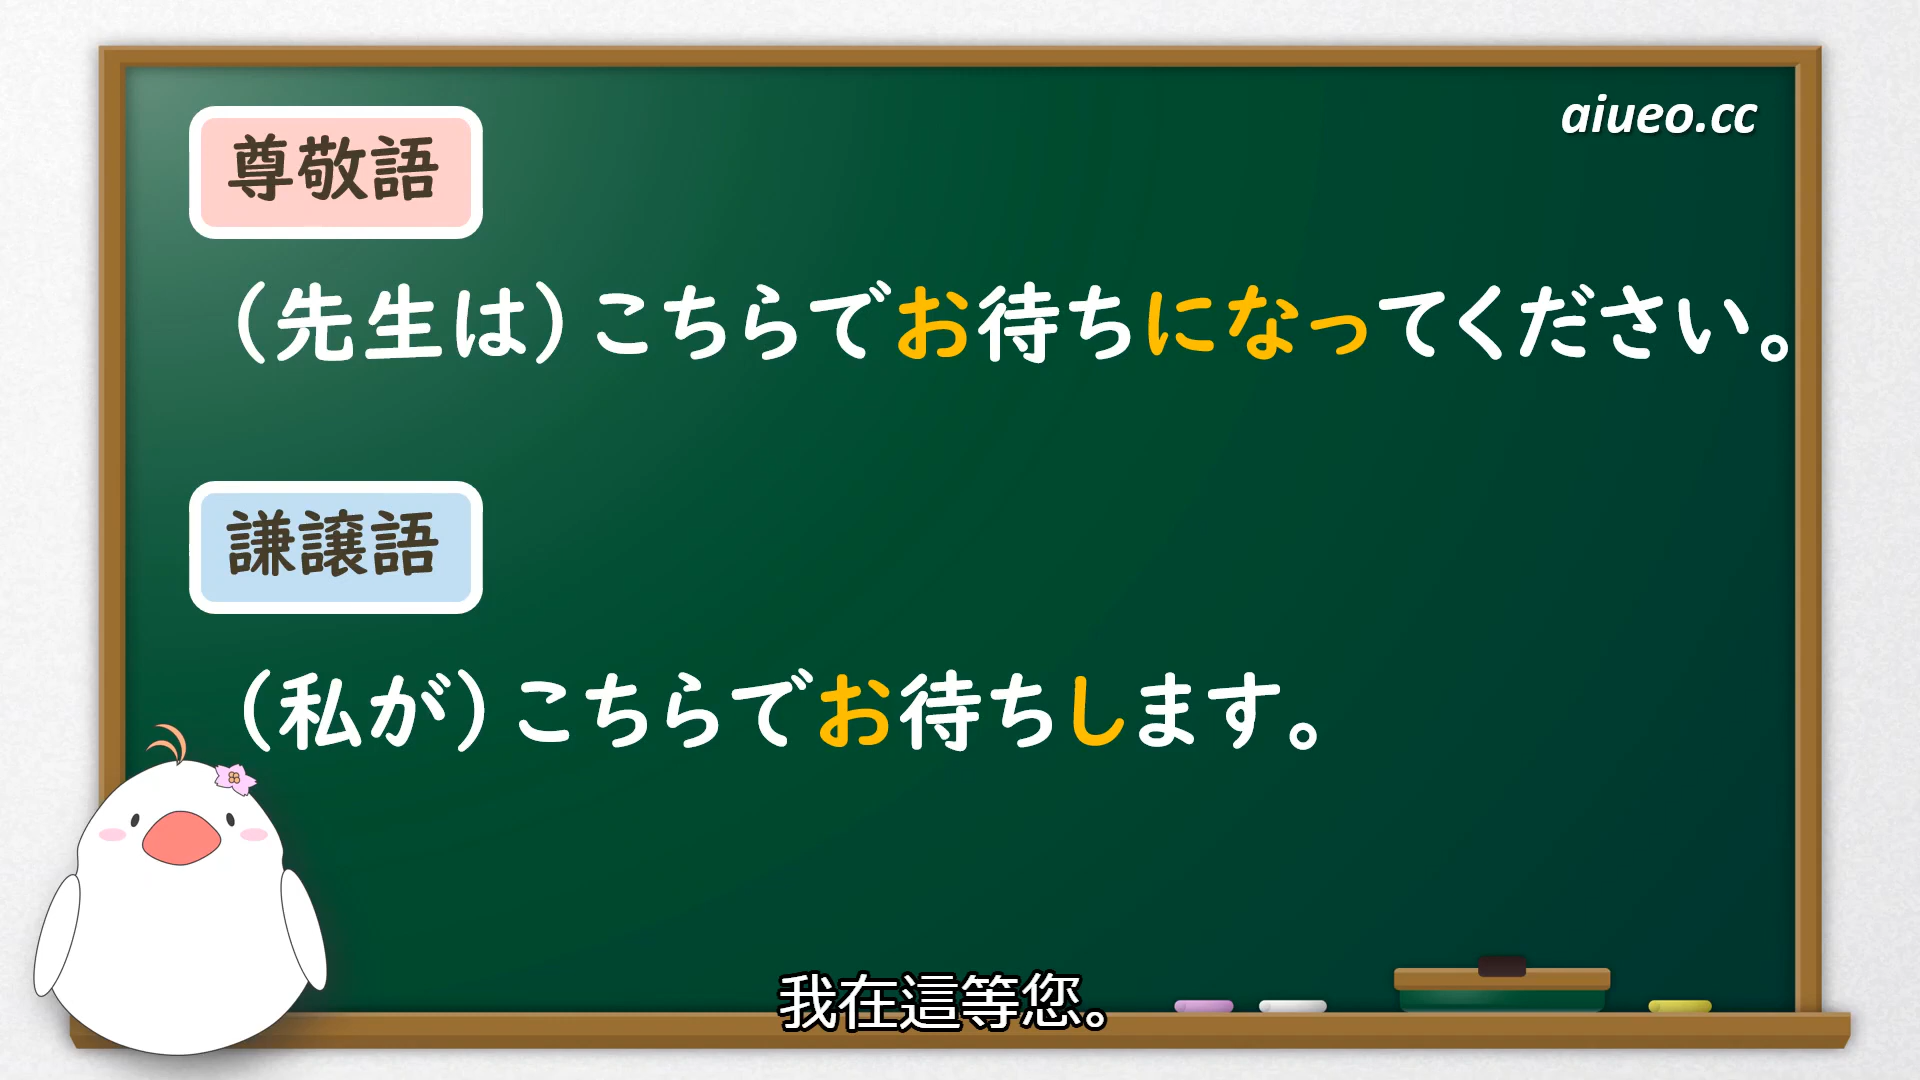 aiueo.cc
尊敬語
（先生は）こちらでお待ちになってください。
謙譲語
（私が）こちらでお待ちします。
我在這等您。